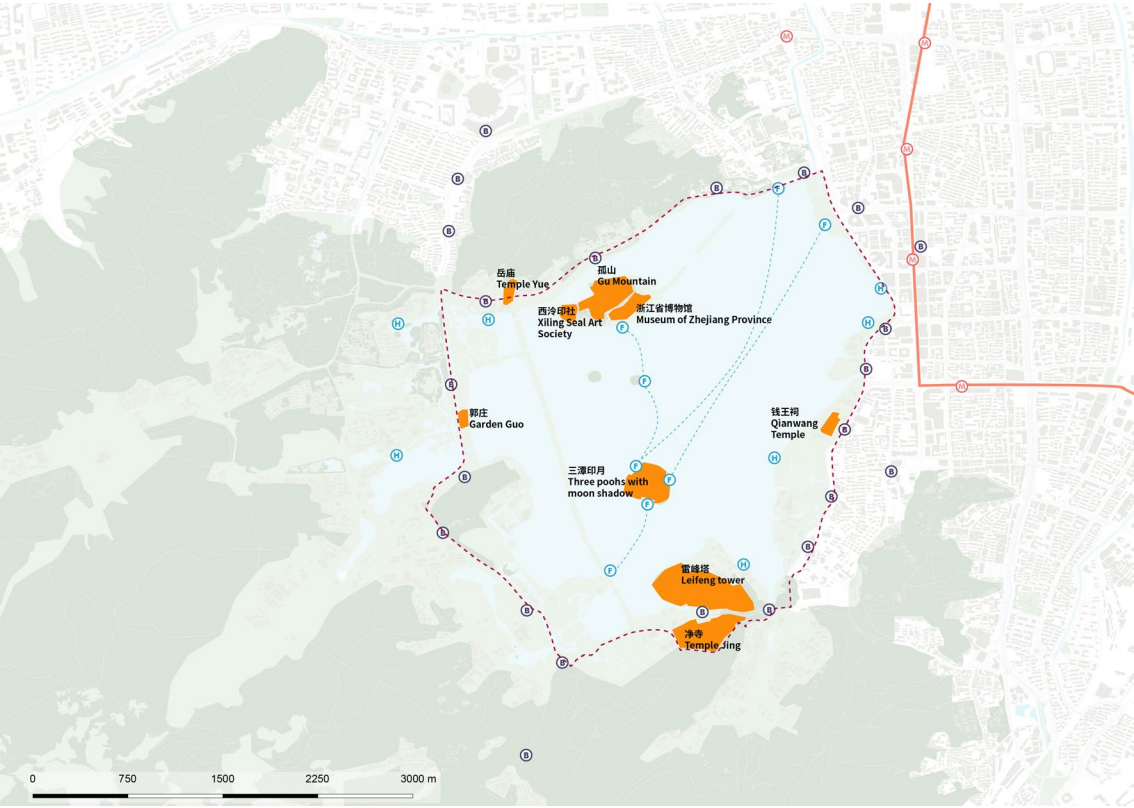 M
M
B
M
B
B
B
F
B
B
F
B
B
M
B
岳庙
Temple Yue
孤山
Gu Mountain
H
B
西泠印社
Xiling Seal Art
Society
浙江省博物馆
Museum of Zhejiang Province
H
H
F
H
B
B
F
B
M
郭庄
Garden Guo
钱王祠
Qianwang
Temple
B
H
H
三潭印月
Three poohs with
moon shadow
F
F
B
B
B
F
B
B
雷峰塔
Leifeng tower
H
F
B
B
B
净寺
Temple Jing
B
B
0 750 1500 2250 3000 m